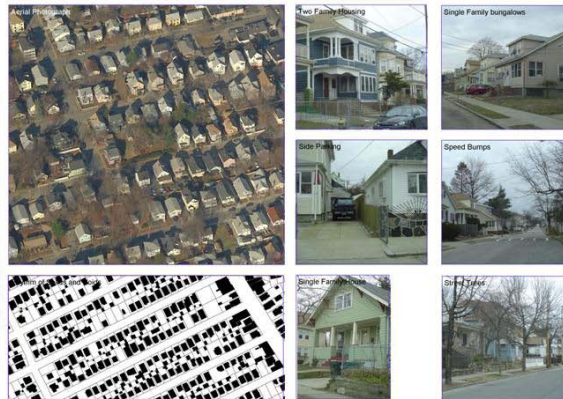 Aerial Photograph
Two Family Housing
Single Family bungalows
Side Parking
Speed Bumps
Single Family House
Street Trees